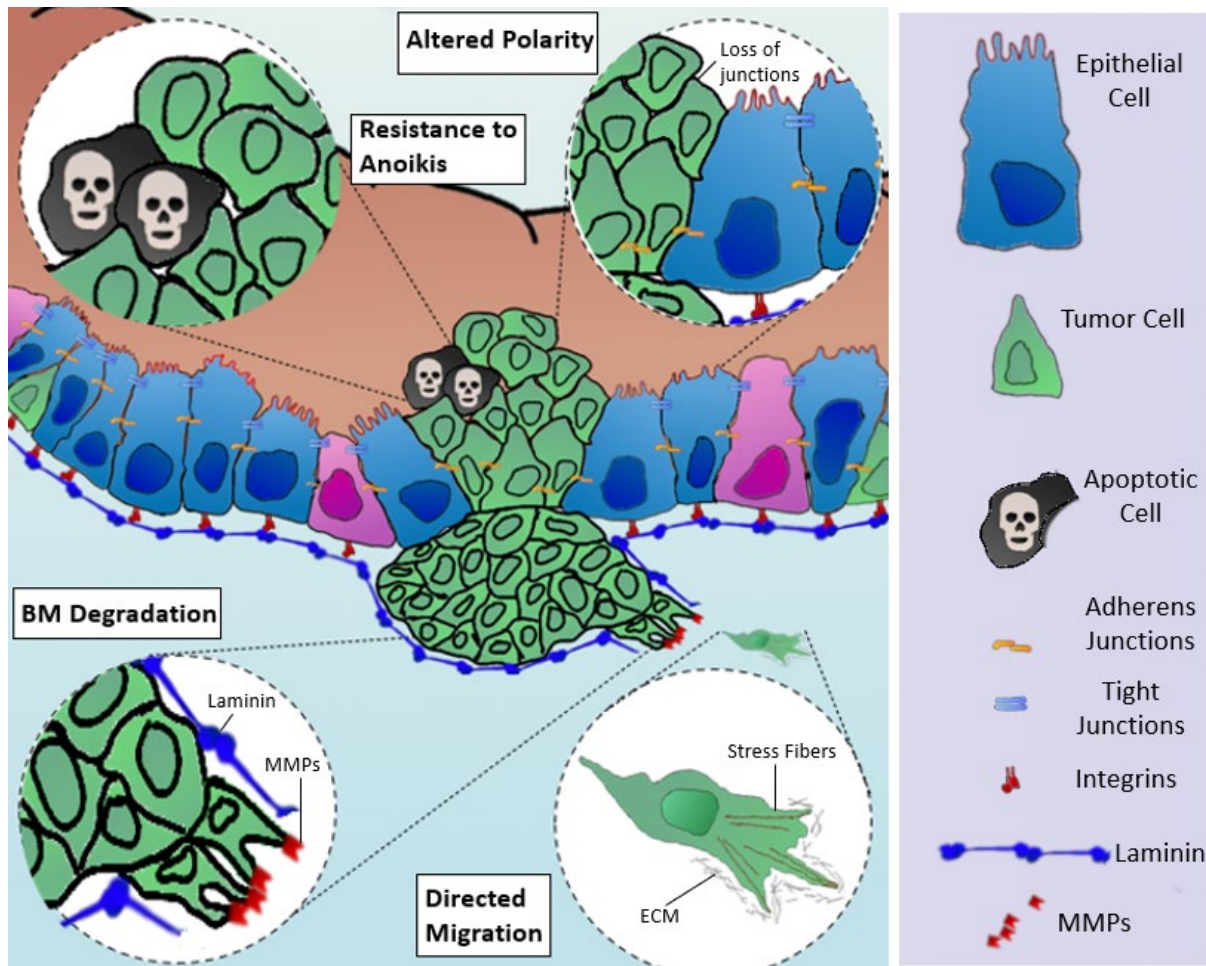 Altered Polarity
Loss of
junctions
Resistance to
Anoikis
BM Degradation
Laminin
MMPs
Stress Fibers
ECM
Directed
Migration
Epithelial
Cell
Tumor Cell
Apoptotic
Cell
Adherens
Junctions
Tight
Junctions
Integrins
Laminin
MMPs